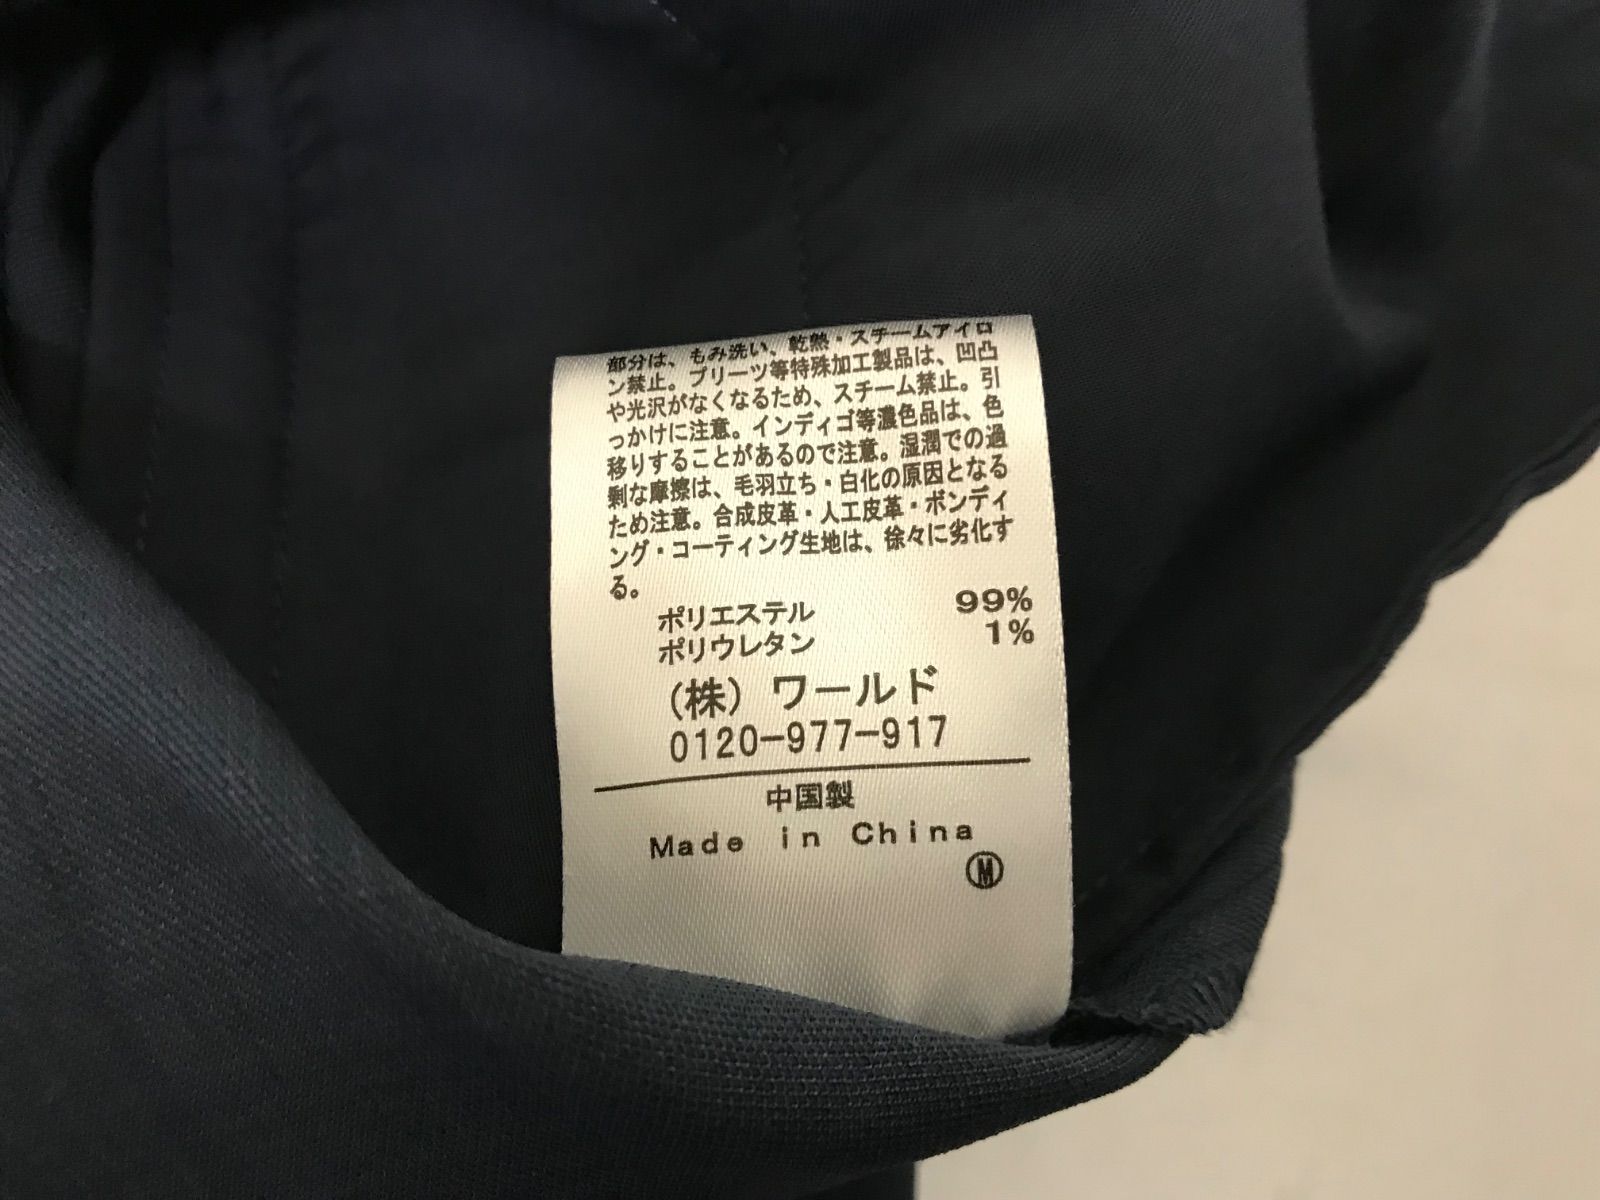 部分は、もみ洗い、乾熱・スチームアイロ
ン禁止。プリーツ等特殊加工製品は、凹凸
や光沢がなくなるため、スチーム禁止。引
っかけに注意。インディゴ等濃色品は、色
移りすることがあるので注意。湿潤での過
剰な摩擦は、毛羽立ち・白化の原因となる
ため注意。合成皮革・人工皮革・ボンディ
ング・コーティング生地は、徐々に劣化す
る。
ポリエステル 99%
ポリウレタン 1%
(株) ワールド
0120-977-917
中国製
Made in China
Ⓜ